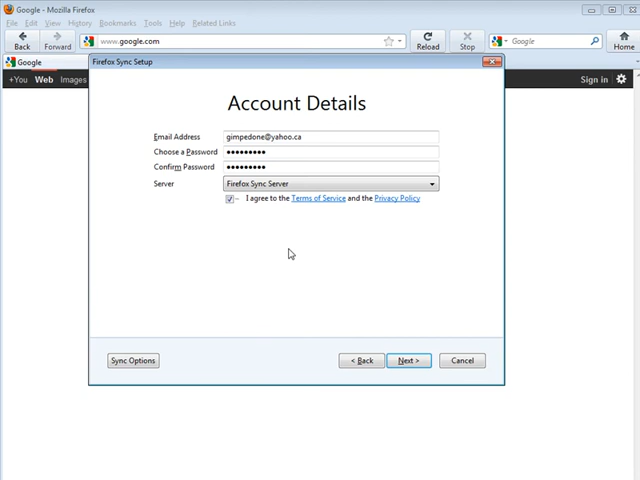 Google - Mozilla Firefox
File Edit View History Bookmarks Tools Help Related Links
Back Forward www.google.com Reload Stop Google Home
Google
+You Web Images Sign in
Firefox Sync Setup
Account Details
Email Address gimpedone@yahoo.ca
Choose a Password •••••••••
Confirm Password •••••••••
Server Firefox Sync Server
I agree to the Terms of Service and the Privacy Policy
Sync Options < Back Next > Cancel